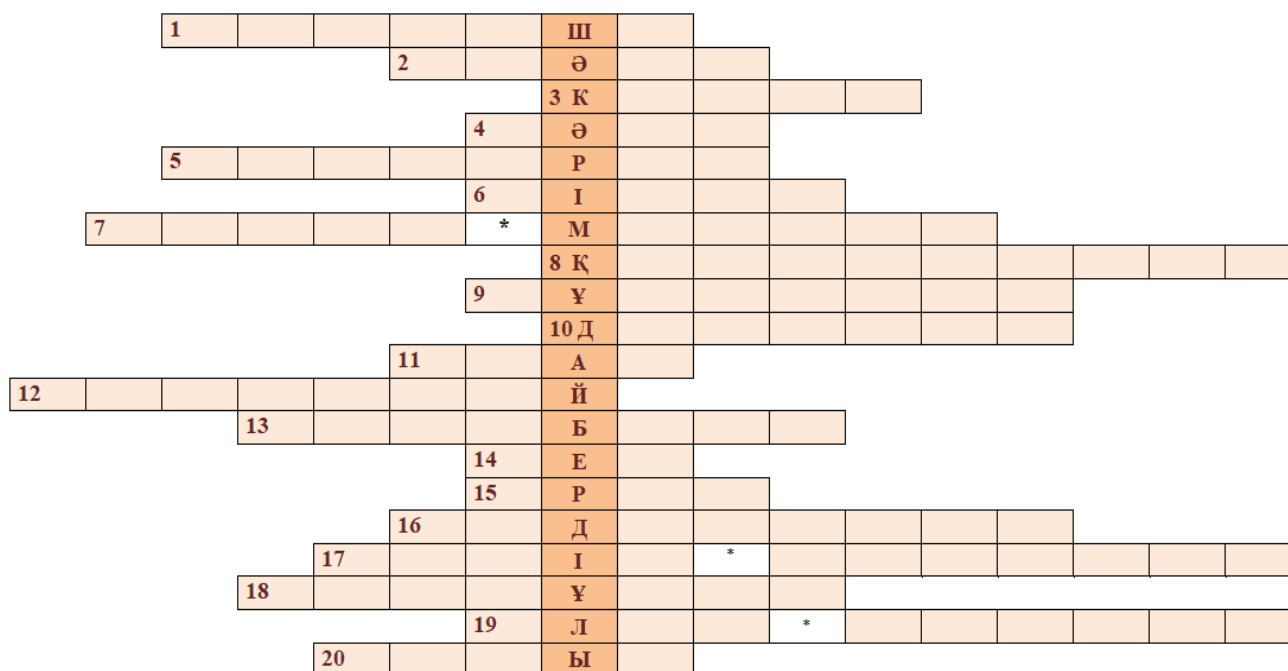 1 Ш
2 Ә
3 К
4 Ә
5 Р
6 І
7 * М
8 Қ
9 Ұ
10 Д
11 А
12 Й
13 Б
14 Е
15 Р
16 Д
17 І *
18 Ұ
19 Л *
20 Ы